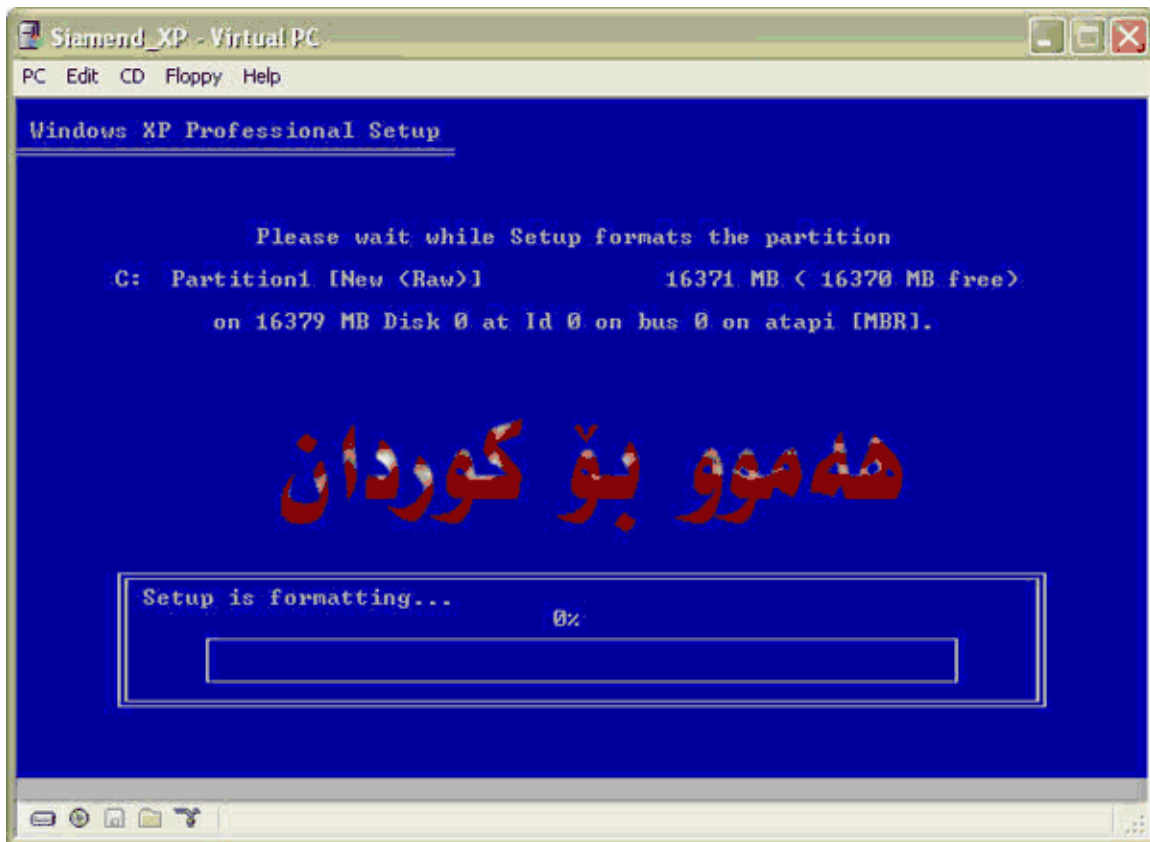 Siamend_XP - Virtual PC
PC Edit CD Floppy Help
Windows XP Professional Setup
Please wait while Setup formats the partition
C: Partition1 [New (Raw)] 16371 MB ( 16370 MB free)
on 16379 MB Disk 0 at Id 0 on bus 0 on atapi [MBR].
هەموو بۆ کوردان
Setup is formatting...
0%